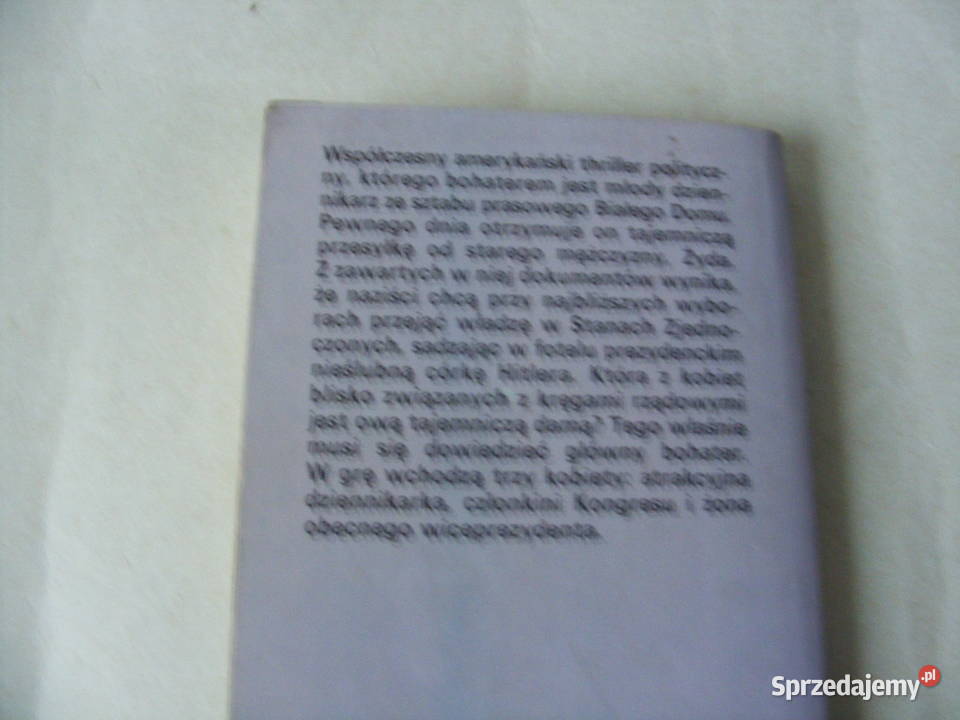 Współczesny amerykański thriller politycz-
ny, którego bohaterem jest młody dzien-
nikarz ze sztabu prasowego Białego Domu.
Pewnego dnia otrzymuje on tajemniczą
przesyłkę od starego mężczyzny, Żyda.
Z zawartych w niej dokumentów wynika,
że naziści chcą przy najbliższych wybo-
rach przejąć władzę w Stanach Zjedno-
czonych, sadzając w fotelu prezydenckim
nieślubną córkę Hitlera. Która z kobiet
blisko związanych z kręgami rządowymi
jest ową tajemniczą damą? Tego właśnie
musi się dowiedzieć główny bohater.
W grę wchodzą trzy kobiety: atrakcyjna
dziennikarka, członkini Kongresu i żona
obecnego wiceprezydenta.
Sprzedajemy.pl